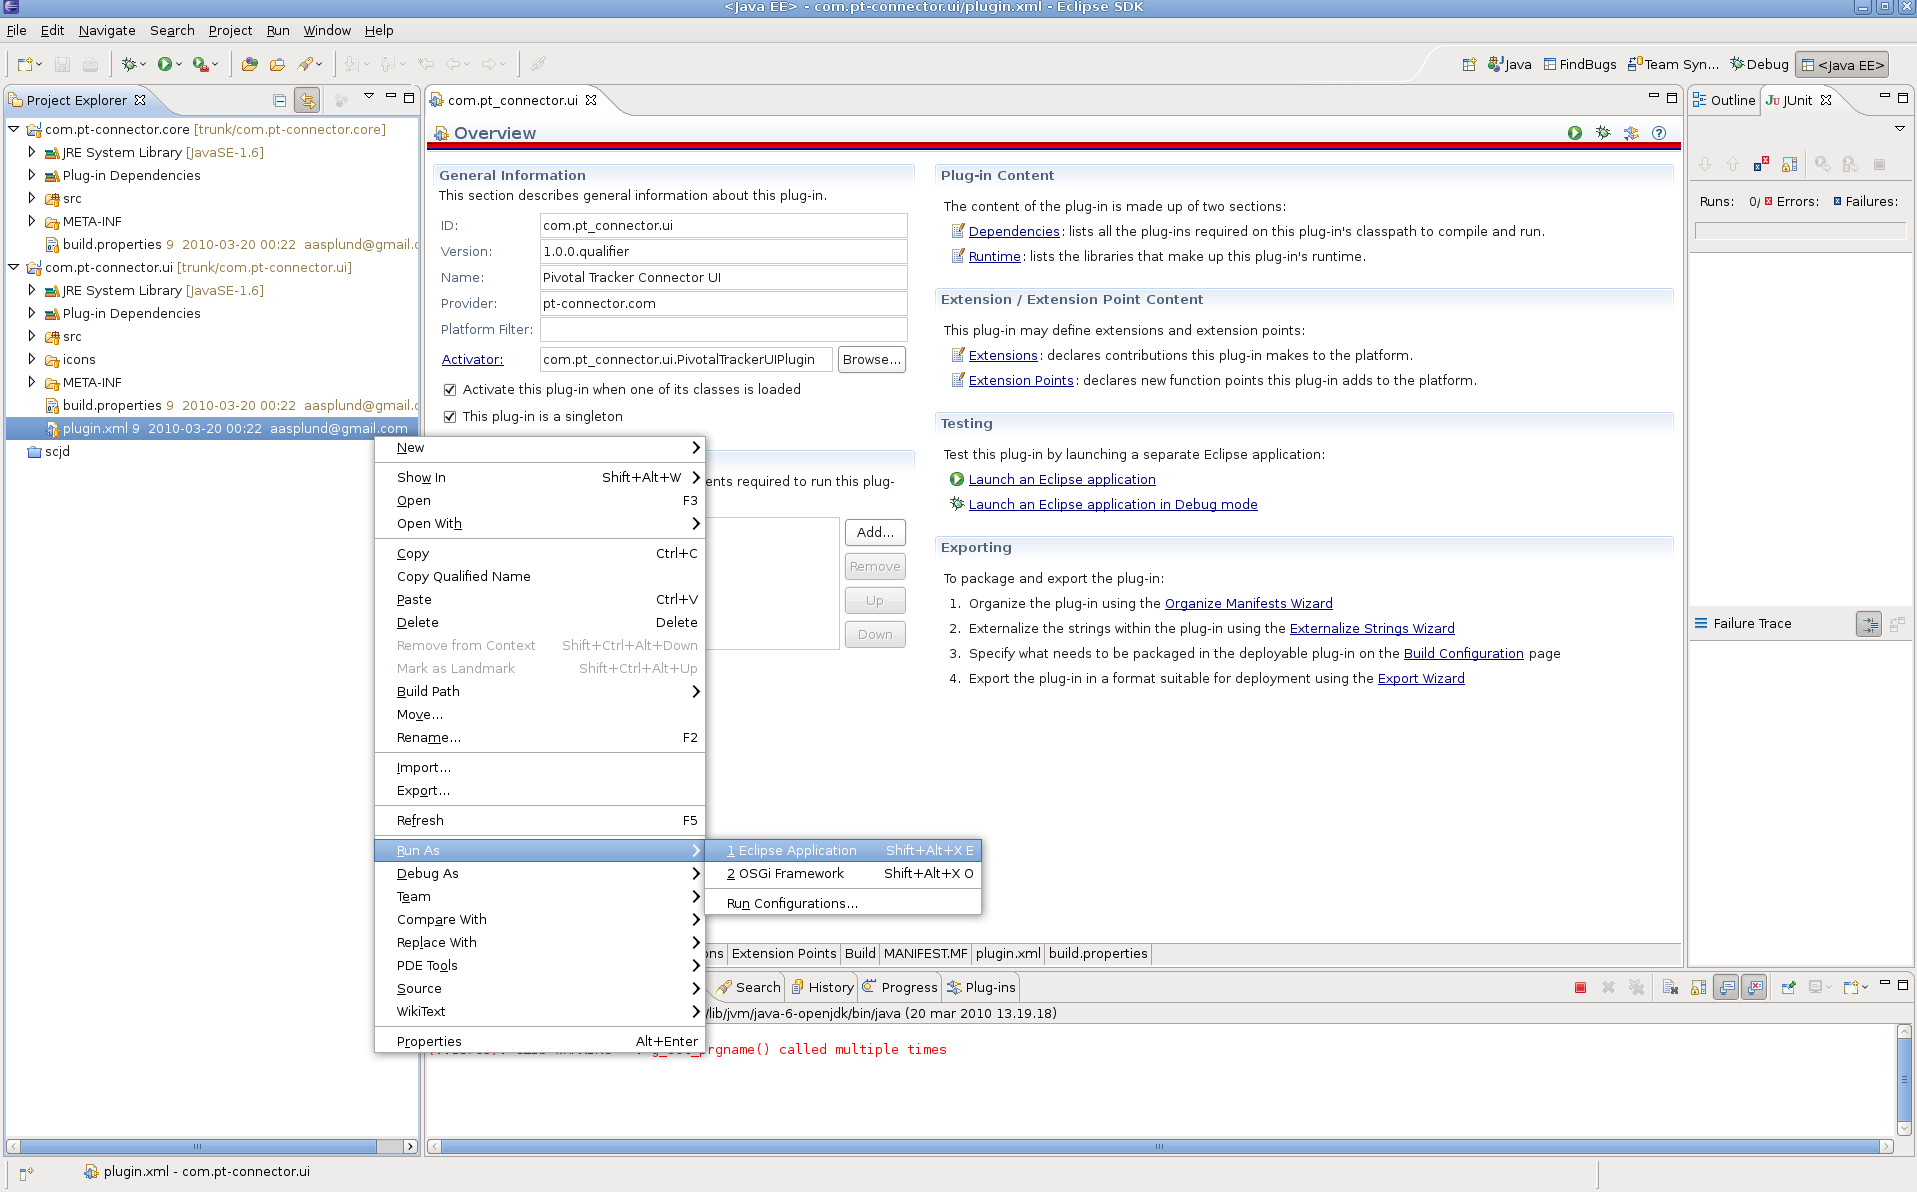 <Java EE> - com.pt-connector.ui/plugin.xml - Eclipse SDK
File Edit Navigate Search Project Run Window Help
Java FindBugs Team Syn... Debug <Java EE>
Project Explorer
com.pt-connector.core [trunk/com.pt-connector.core]
JRE System Library [JavaSE-1.6]
Plug-in Dependencies
src
META-INF
build.properties 9 2010-03-20 00:22 aasplund@gmail.c
com.pt-connector.ui [trunk/com.pt-connector.ui]
JRE System Library [JavaSE-1.6]
Plug-in Dependencies
src
icons
META-INF
build.properties 9 2010-03-20 00:22 aasplund@gmail.c
plugin.xml 9 2010-03-20 00:22 aasplund@gmail.com
scjd
com.pt_connector.ui
Overview
General Information
This section describes general information about this plug-in.
ID: com.pt_connector.ui
Version: 1.0.0.qualifier
Name: Pivotal Tracker Connector UI
Provider: pt-connector.com
Platform Filter:
Activator: com.pt_connector.ui.PivotalTrackerUIPlugin Browse...
Activate this plug-in when one of its classes is loaded
This plug-in is a singleton
ents required to run this plug-
Add...
Remove
Up
Down
Plug-in Content
The content of the plug-in is made up of two sections:
Dependencies: lists all the plug-ins required on this plug-in's classpath to compile and run.
Runtime: lists the libraries that make up this plug-in's runtime.
Extension / Extension Point Content
This plug-in may define extensions and extension points:
Extensions: declares contributions this plug-in makes to the platform.
Extension Points: declares new function points this plug-in adds to the platform.
Testing
Test this plug-in by launching a separate Eclipse application:
Launch an Eclipse application
Launch an Eclipse application in Debug mode
Exporting
To package and export the plug-in:
1. Organize the plug-in using the Organize Manifests Wizard
2. Externalize the strings within the plug-in using the Externalize Strings Wizard
3. Specify what needs to be packaged in the deployable plug-in on the Build Configuration page
4. Export the plug-in in a format suitable for deployment using the Export Wizard
New
Show In Shift+Alt+W
Open F3
Open With
Copy Ctrl+C
Copy Qualified Name
Paste Ctrl+V
Delete Delete
Remove from Context Shift+Ctrl+Alt+Down
Mark as Landmark Shift+Ctrl+Alt+Up
Build Path
Move...
Rename... F2
Import...
Export...
Refresh F5
Run As
Debug As
Team
Compare With
Replace With
PDE Tools
Source
WikiText
Properties Alt+Enter
1 Eclipse Application Shift+Alt+X E
2 OSGi Framework Shift+Alt+X O
Run Configurations...
ons Extension Points Build MANIFEST.MF plugin.xml build.properties
Search History Progress Plug-ins
/lib/jvm/java-6-openjdk/bin/java (20 mar 2010 13.19.18)
prgname() called multiple times
Outline JUnit
Runs: 0/ Errors: Failures:
Failure Trace
plugin.xml - com.pt-connector.ui